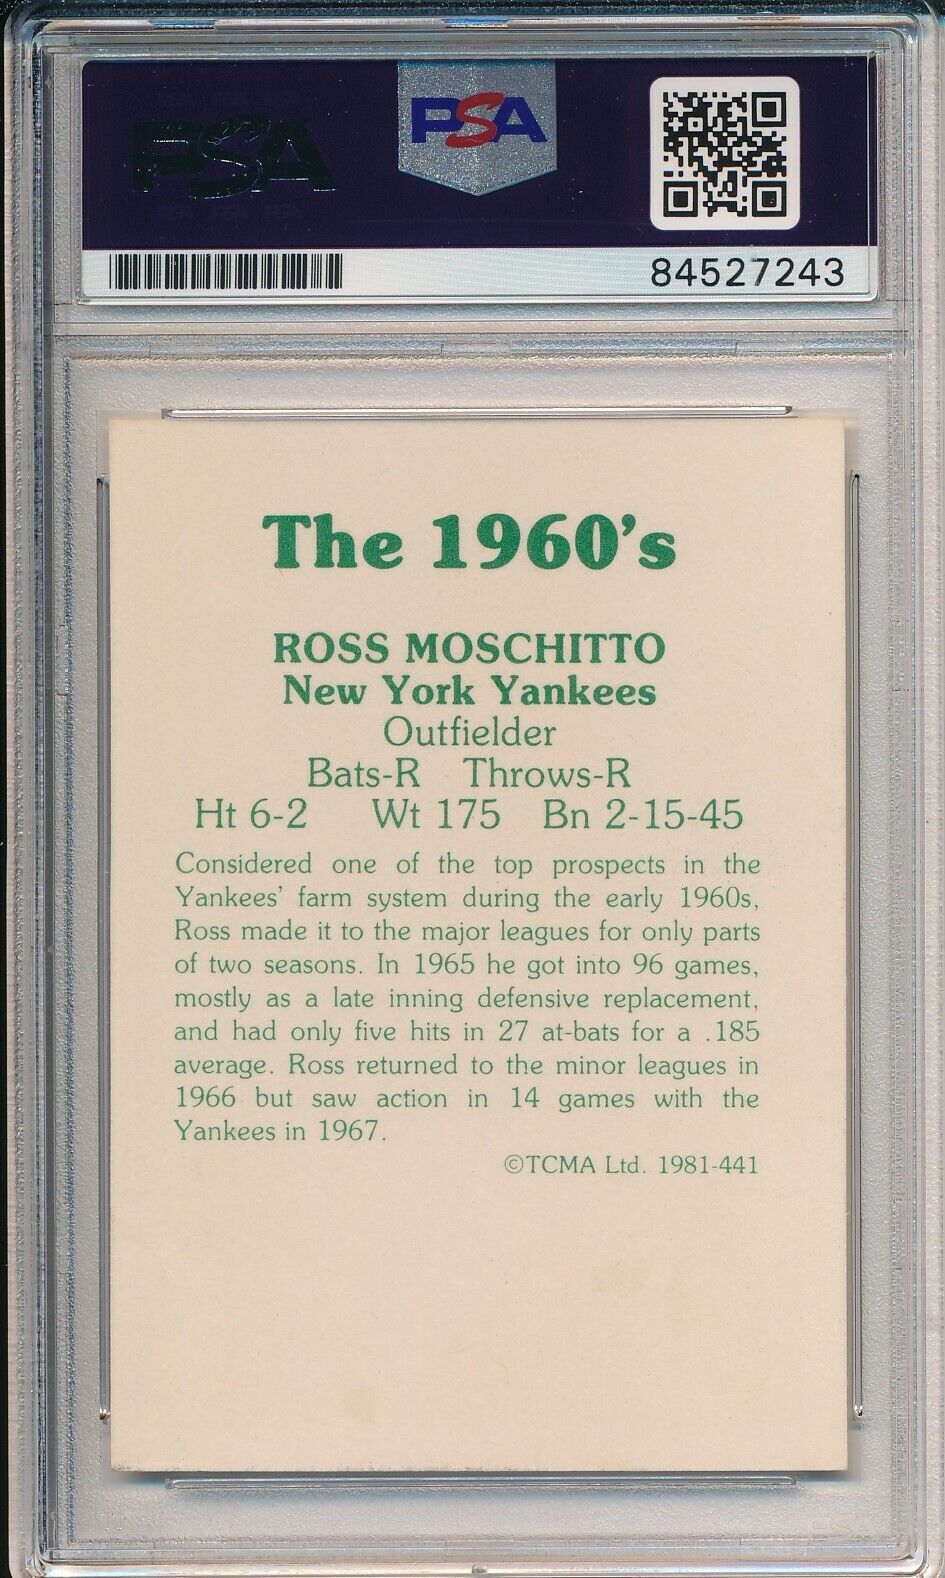 PSA
PSA
84527243
The 1960's
ROSS MOSCHITTO
New York Yankees
Outfielder
Bats-R Throws-R
Ht 6-2 Wt 175 Bn 2-15-45
Considered one of the top prospects in the
Yankees' farm system during the early 1960s,
Ross made it to the major leagues for only parts
of two seasons. In 1965 he got into 96 games,
mostly as a late inning defensive replacement,
and had only five hits in 27 at-bats for a .185
average. Ross returned to the minor leagues in
1966 but saw action in 14 games with the
Yankees in 1967.
©TCMA Ltd. 1981-441